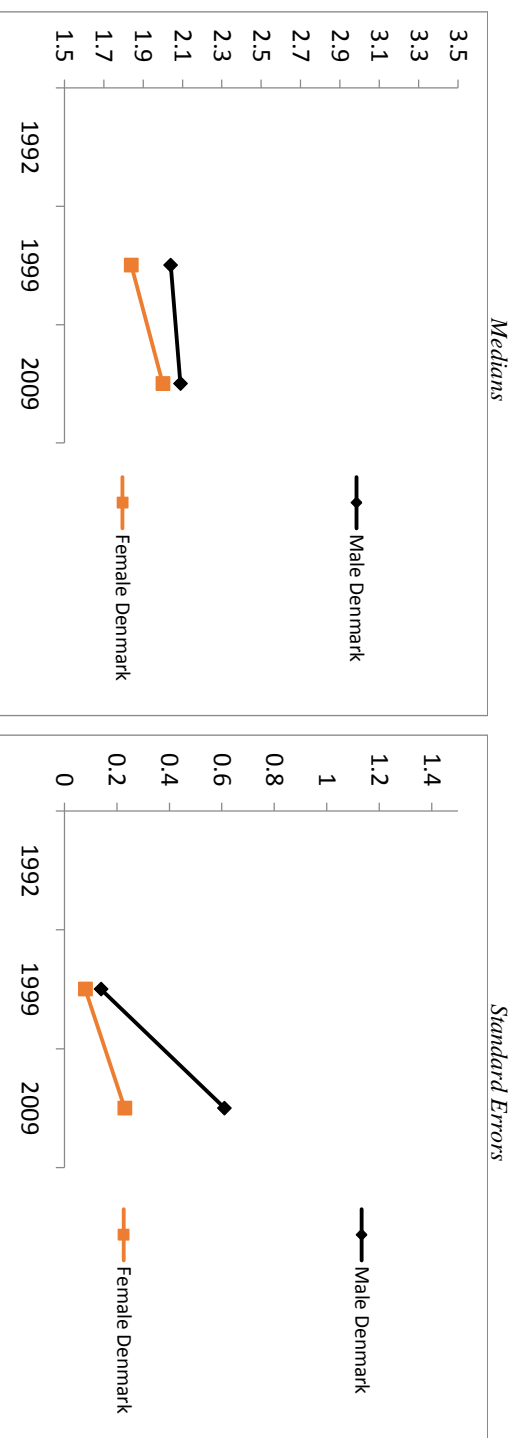 Medians
3.5
3.3
3.1
2.9
2.7
2.5
2.3
2.1
1.9
1.7
1.5
1992 1999 2009
Male Denmark
Female Denmark
Standard Errors
1.4
1.2
1
0.8
0.6
0.4
0.2
0
1992 1999 2009
Male Denmark
Female Denmark